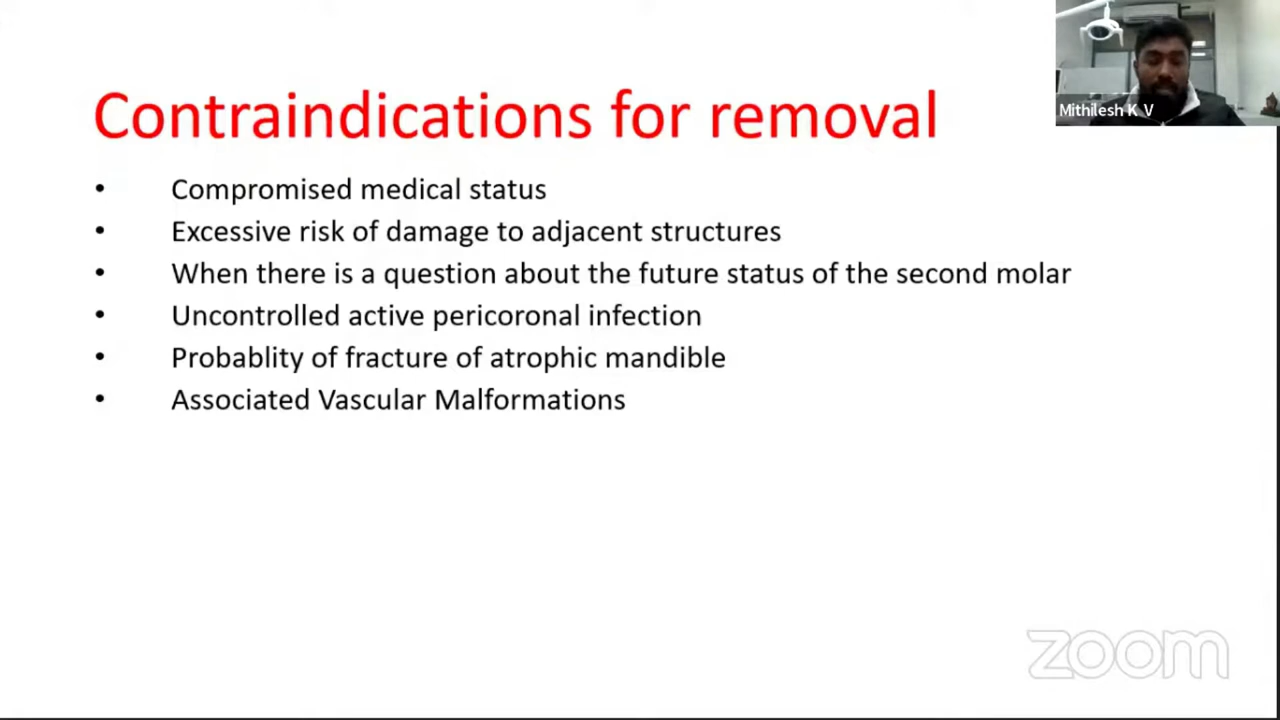 Contraindications for removal
Mithilesh K V
• Compromised medical status
• Excessive risk of damage to adjacent structures
• When there is a question about the future status of the second molar
• Uncontrolled active pericoronal infection
• Probablity of fracture of atrophic mandible
• Associated Vascular Malformations
zoom